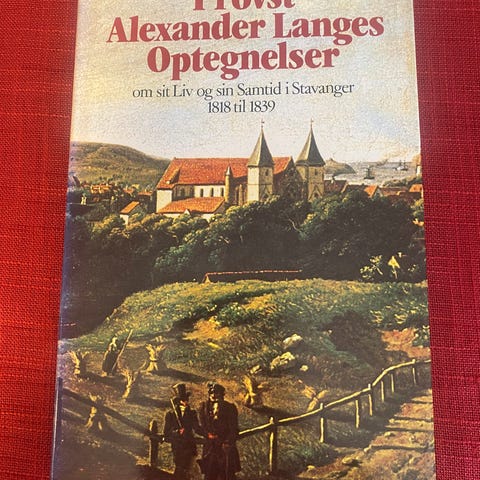 Provst
Alexander Langes
Optegnelser
om sit Liv og sin Samtid i Stavanger
1818 til 1839